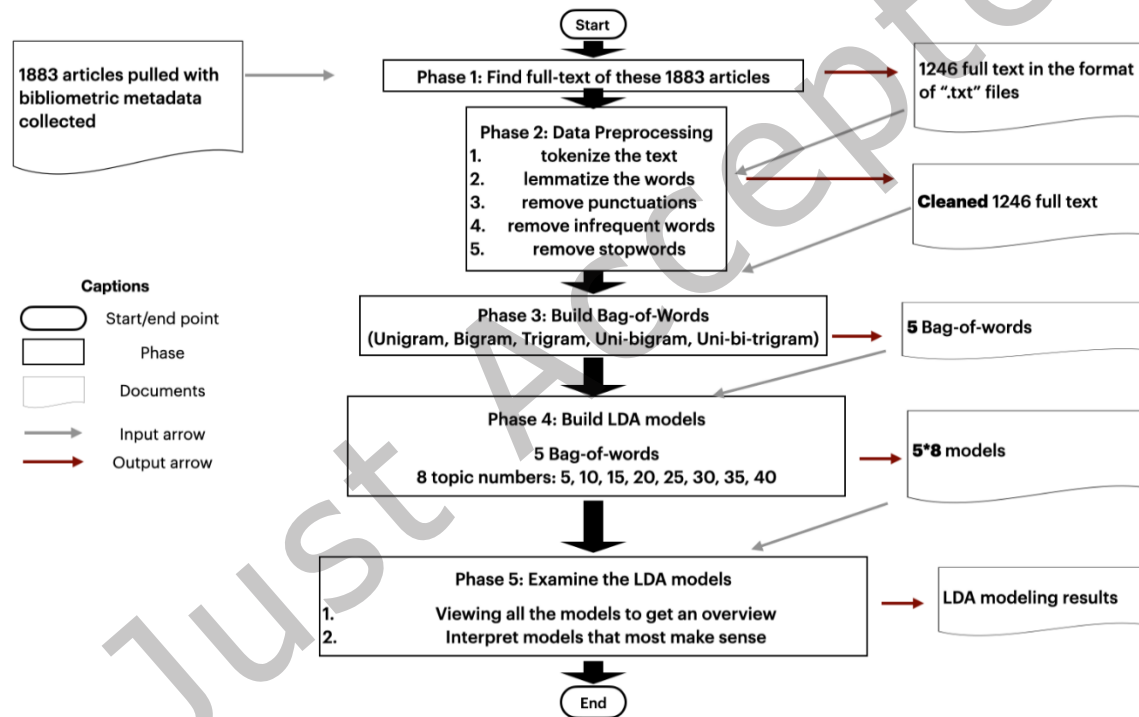 Start
1883 articles pulled with
bibliometric metadata
collected
Phase 1: Find full-text of these 1883 articles
1246 full text in the format
of “.txt” files
Phase 2: Data Preprocessing
1. tokenize the text
2. lemmatize the words
3. remove punctuations
4. remove infrequent words
5. remove stopwords
Cleaned 1246 full text
Captions
Start/end point
Phase
Documents
Input arrow
Output arrow
Phase 3: Build Bag-of-Words
(Unigram, Bigram, Trigram, Uni-bigram, Uni-bi-trigram)
5 Bag-of-words
Phase 4: Build LDA models
5 Bag-of-words
8 topic numbers: 5, 10, 15, 20, 25, 30, 35, 40
5*8 models
Phase 5: Examine the LDA models
1. Viewing all the models to get an overview
2. Interpret models that most make sense
LDA modeling results
End
Just Accepte